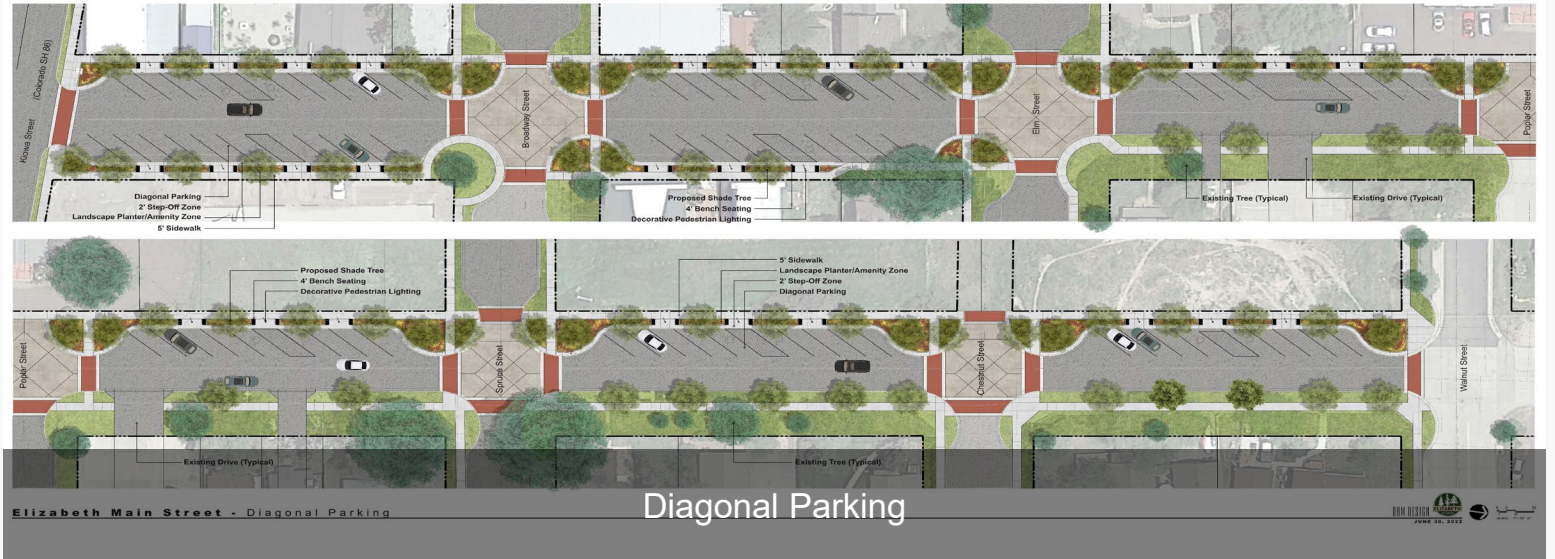 Kiowa Street
(Colorado SH 86)
Broadway Street
Elm Street
Poplar Street
Diagonal Parking
2' Step-Off Zone
Landscape Planter/Amenity Zone
5' Sidewalk
Proposed Shade Tree
4' Bench Seating
Decorative Pedestrian Lighting
Existing Tree (Typical)
Existing Drive (Typical)
Proposed Shade Tree
4' Bench Seating
Decorative Pedestrian Lighting
5' Sidewalk
Landscape Planter/Amenity Zone
2' Step-Off Zone
Diagonal Parking
Poplar Street
Spruce Street
Chestnut Street
Walnut Street
Existing Drive (Typical)
Existing Tree (Typical)
Elizabeth Main Street - Diagonal Parking
Diagonal Parking
DHM DESIGN
ELIZABETH
JUNE 30, 2022